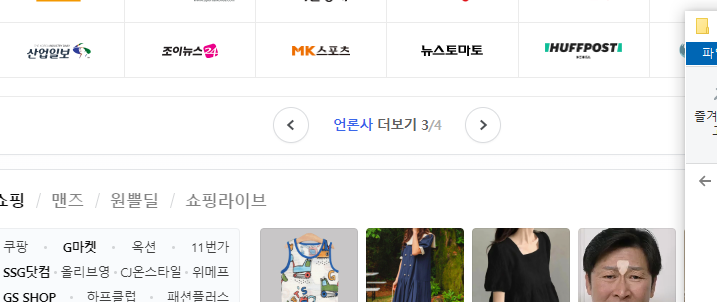 산업일보
조이뉴스24
MK스포츠
뉴스토마토
HUFFPOST
언론사 더보기 3/4
쇼핑 / 맨즈 / 원쁠딜 / 쇼핑라이브
쿠팡 · G마켓 · 옥션 · 11번가
SSG닷컴 · 올리브영 · CJ온스타일 · 위메프
GS SHOP · 하프클럽 · 패션플러스